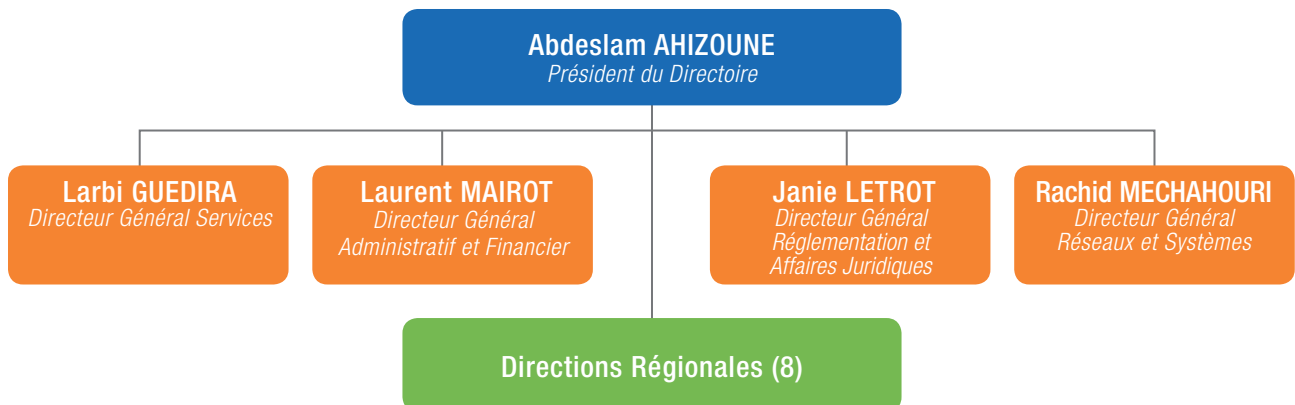 Abdeslam AHIZOUNE
Président du Directoire
Larbi GUEDIRA
Directeur Général Services
Laurent MAIROT
Directeur Général
Administratif et Financier
Janie LETROT
Directeur Général
Réglementation et
Affaires Juridiques
Rachid MECHAHOURI
Directeur Général
Réseaux et Systèmes
Directions Régionales (8)